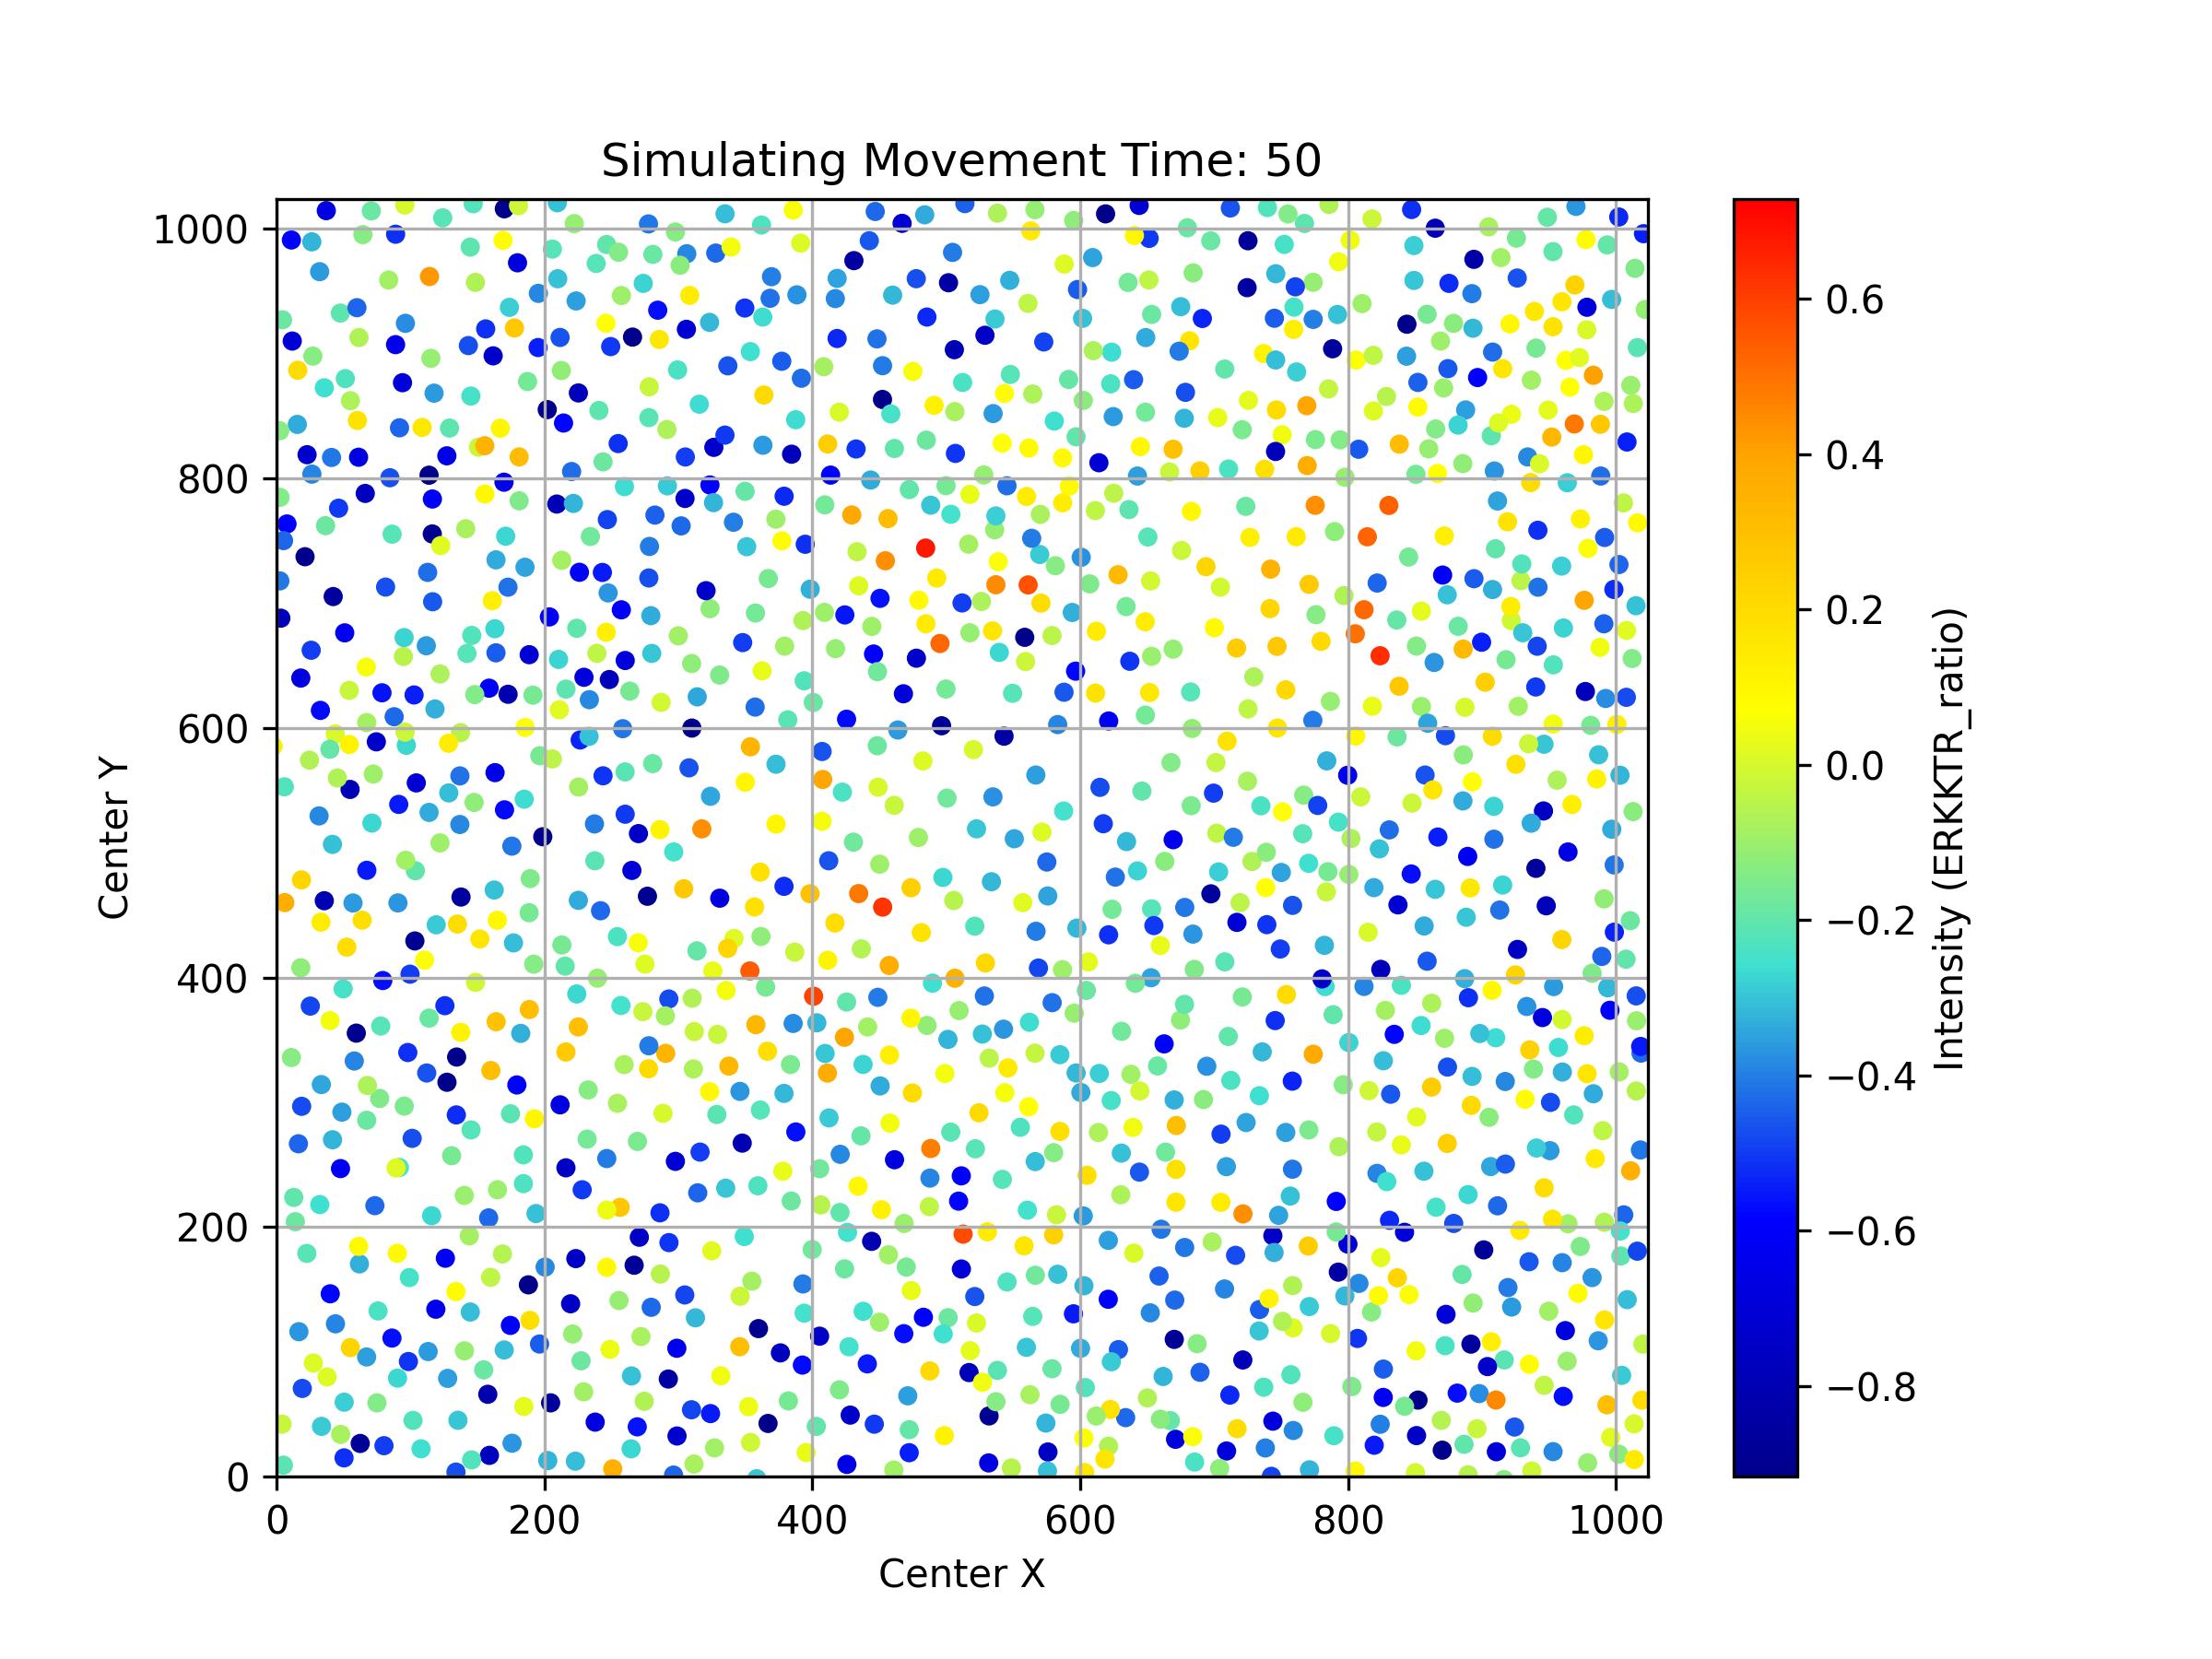 Simulating Movement Time: 50
1000
800
600
400
200
0
Center Y
0 200 400 600 800 1000
Center X
0.6
0.4
0.2
0.0
−0.2
−0.4
−0.6
−0.8
Intensity (ERKKTR_ratio)